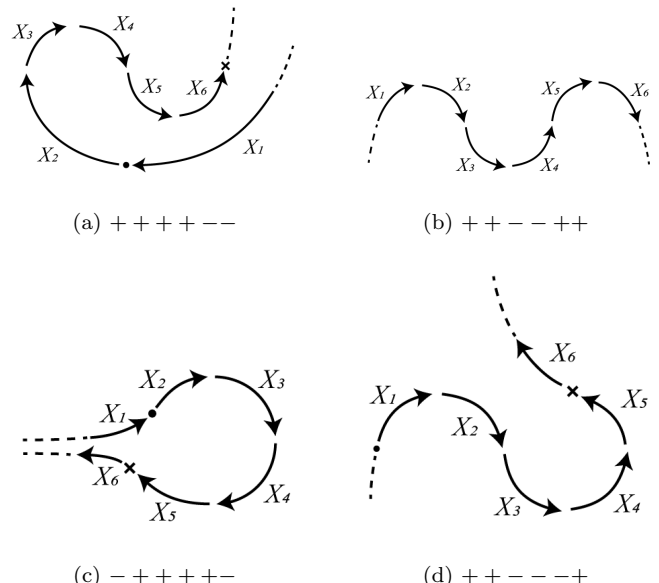 X₃ X₄
X₅ X₆
X₂ X₁
(a) + + + + − −
X₁ X₂ X₅ X₆
X₃ X₄
(b) + + − − ++
X₂ X₃
X₁
X₆ X₅ X₄
(c) − + + + + −
X₆
X₁ X₂ X₅
X₃ X₄
(d) + + − − − +